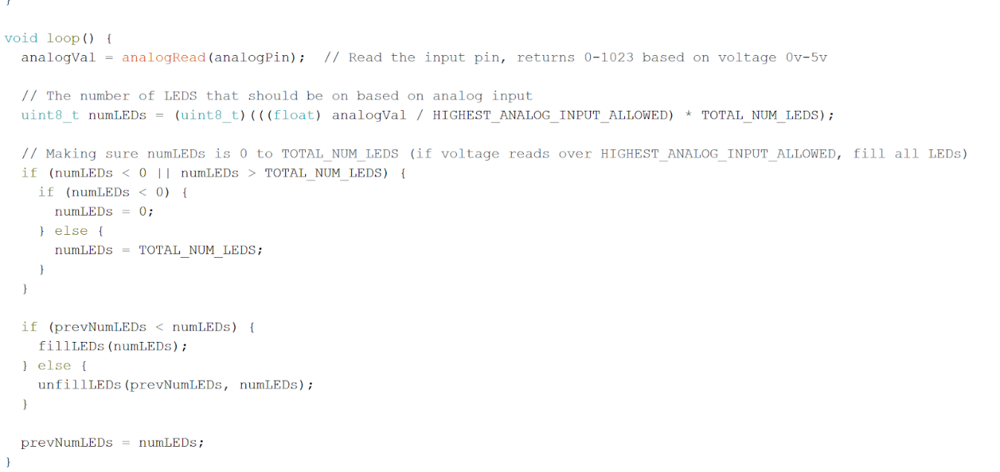 }
void loop() {
  analogVal = analogRead(analogPin);  // Read the input pin, returns 0-1023 based on voltage 0v-5v
  // The number of LEDS that should be on based on analog input
  uint8_t numLEDs = (uint8_t)(((float) analogVal / HIGHEST_ANALOG_INPUT_ALLOWED) * TOTAL_NUM_LEDS);
  // Making sure numLEDs is 0 to TOTAL_NUM_LEDS (if voltage reads over HIGHEST_ANALOG_INPUT_ALLOWED, fill all LEDs)
  if (numLEDs < 0 || numLEDs > TOTAL_NUM_LEDS) {
    if (numLEDs < 0) {
      numLEDs = 0;
    } else {
      numLEDs = TOTAL_NUM_LEDS;
    }
  }
  if (prevNumLEDs < numLEDs) {
    fillLEDs(numLEDs);
  } else {
    unfillLEDs(prevNumLEDs, numLEDs);
  }
  prevNumLEDs = numLEDs;
}